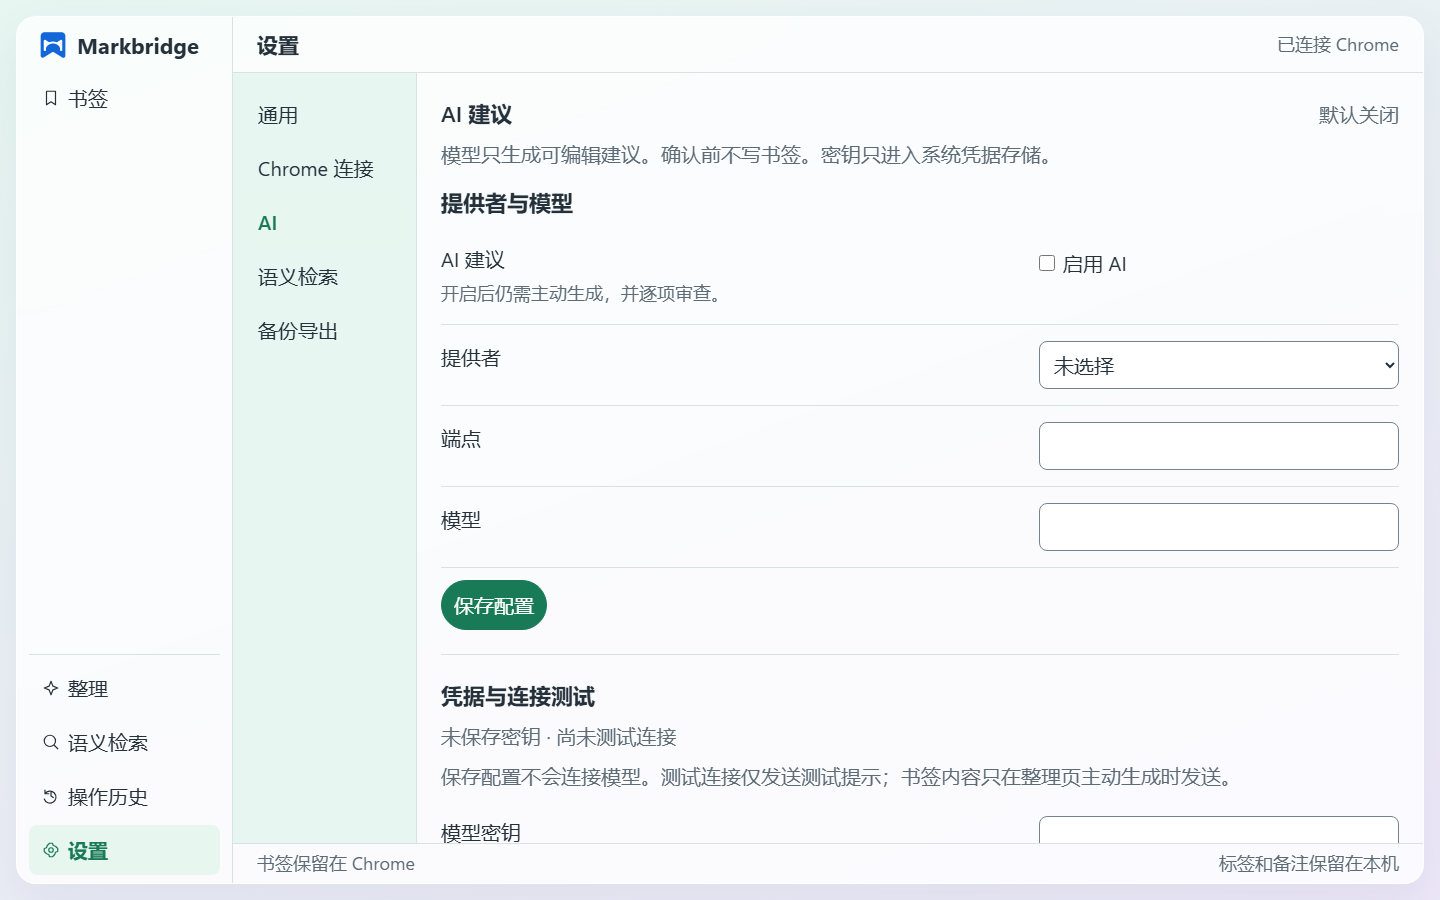 Markbridge
书签
整理
语义检索
操作历史
设置
设置
已连接 Chrome
通用
Chrome 连接
AI
语义检索
备份导出
AI 建议
默认关闭
模型只生成可编辑建议。确认前不写书签。密钥只进入系统凭据存储。
提供者与模型
AI 建议
启用 AI
开启后仍需主动生成，并逐项审查。
提供者
未选择
端点
模型
保存配置
凭据与连接测试
未保存密钥 · 尚未测试连接
保存配置不会连接模型。测试连接仅发送测试提示；书签内容只在整理页主动生成时发送。
模型密钥
书签保留在 Chrome
标签和备注保留在本机